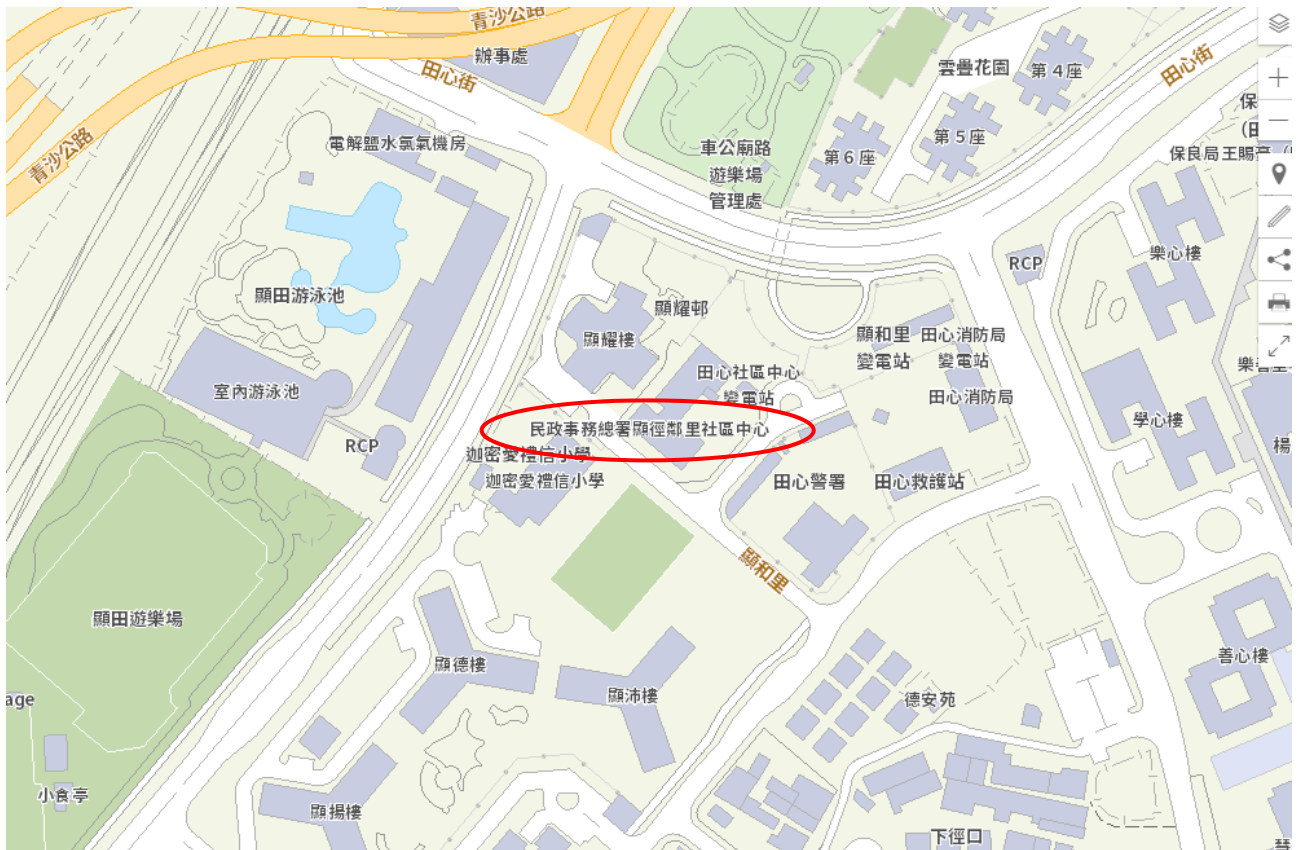 青沙公路
辦事處
田心街
雲疊花園
第 4 座
田心街
青沙公路
電解鹽水氯氣機房
第 5 座
第 6 座
車公廟路
遊樂場
管理處
保良局王賜豪
樂心樓
RCP
顯田游泳池
顯耀邨
顯耀樓
顯和里
變電站
田心消防局
變電站
田心社區中心
變電站
室內游泳池
田心消防局
學心樓
民政事務總署顯徑鄰里社區中心
RCP
迦密愛禮信小學
迦密愛禮信小學
田心警署
田心救護站
楊
顯和里
顯田遊樂場
顯德樓
顯沛樓
善心樓
age
德安苑
小食亭
顯揚樓
下徑口